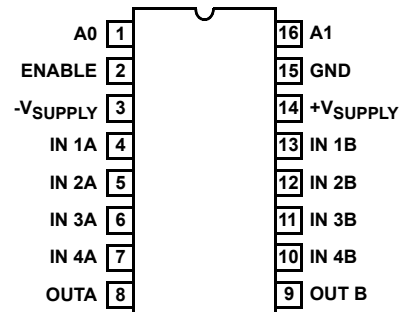 A0 1 16 A1
ENABLE 2 15 GND
-VSUPPLY 3 14 +VSUPPLY
IN 1A 4 13 IN 1B
IN 2A 5 12 IN 2B
IN 3A 6 11 IN 3B
IN 4A 7 10 IN 4B
OUTA 8 9 OUT B